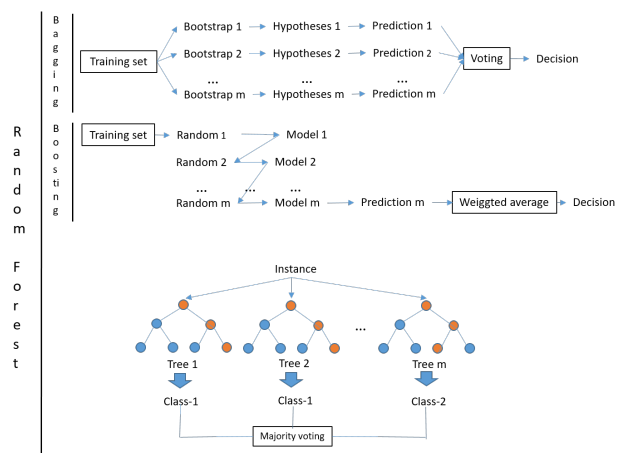 Bagging
Bootstrap 1 Hypotheses 1 Prediction 1
Training set Bootstrap 2 Hypotheses 2 Prediction 2 Voting Decision
... ... ...
Bootstrap m Hypotheses m Prediction m
Random Forest
Boosting
Training set Random 1 Model 1
Random 2 Model 2
... ... ...
Random m Model m Prediction m Weiggted average Decision
Instance
...
Tree 1 Tree 2 Tree m
Class-1 Class-1 Class-2
Majority voting